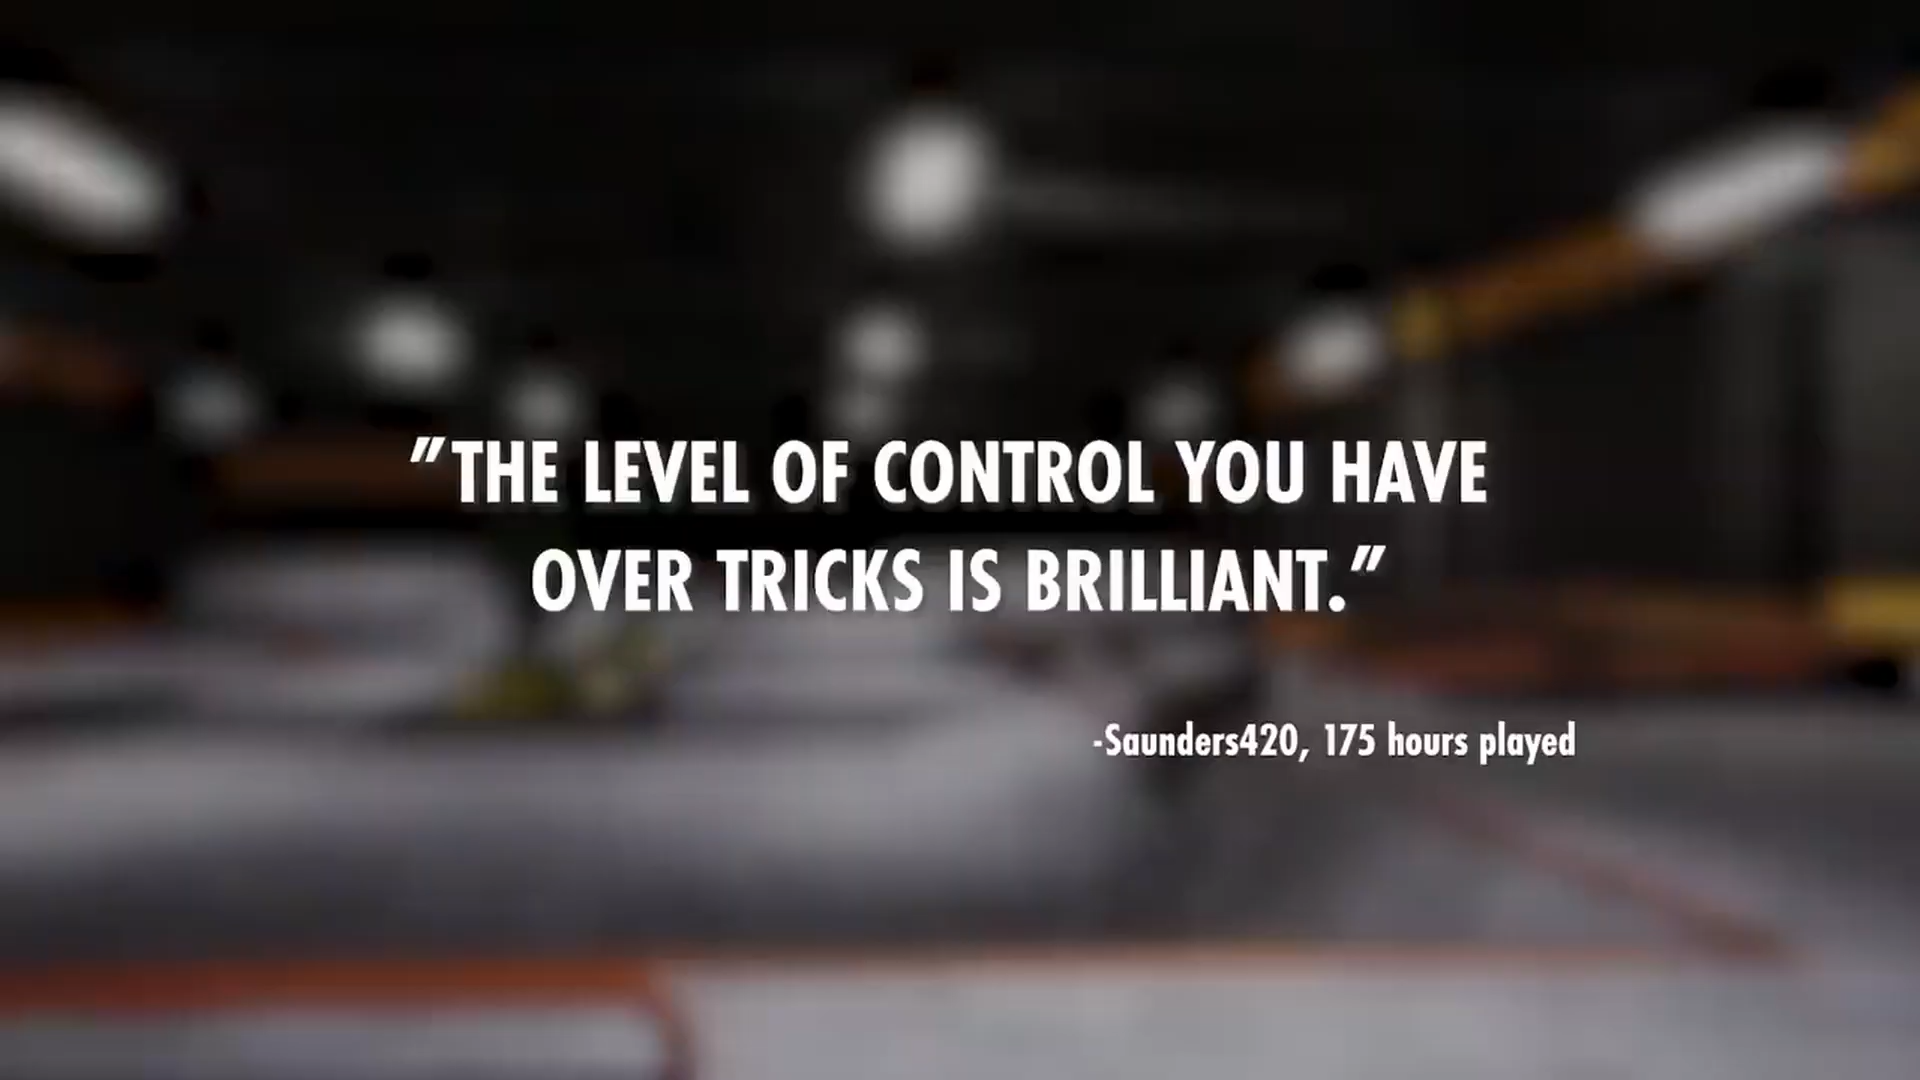 "THE LEVEL OF CONTROL YOU HAVE
OVER TRICKS IS BRILLIANT."
-Saunders420, 175 hours played